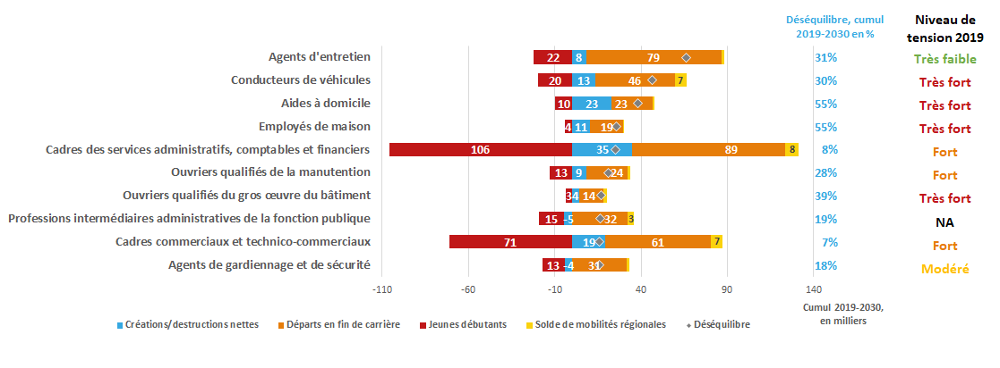 Déséquilibre, cumul
2019-2030 en %
Niveau de
tension 2019
Agents d'entretien 22 8 79 31% Très faible
Conducteurs de véhicules 20 13 46 7 30% Très fort
Aides à domicile 10 23 23 55% Très fort
Employés de maison 4 11 19 55% Très fort
Cadres des services administratifs, comptables et financiers 106 35 89 8 8% Fort
Ouvriers qualifiés de la manutention 13 9 24 28% Fort
Ouvriers qualifiés du gros œuvre du bâtiment 3 4 14 39% Très fort
Professions intermédiaires administratives de la fonction publique 15 -5 32 3 19% NA
Cadres commerciaux et technico-commerciaux 71 19 61 7 7% Fort
Agents de gardiennage et de sécurité 13 -4 31 18% Modéré
-110 -60 -10 40 90 140
Cumul 2019-2030,
en milliers
Créations/destructions nettes Départs en fin de carrière Jeunes débutants Solde de mobilités régionales Déséquilibre